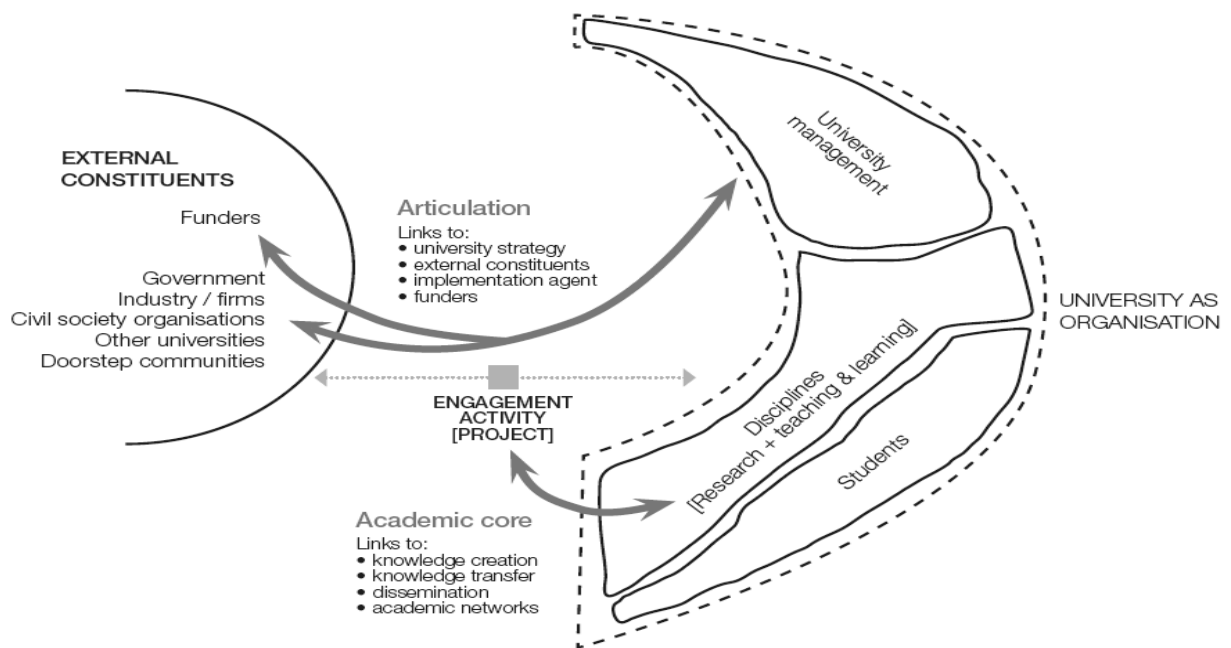 EXTERNAL
CONSTITUENTS
Funders
Government
Industry / firms
Civil society organisations
Other universities
Doorstep communities
Articulation
Links to:
• university strategy
• external constituents
• implementation agent
• funders
ENGAGEMENT
ACTIVITY
[PROJECT]
Academic core
Links to:
• knowledge creation
• knowledge transfer
• dissemination
• academic networks
University
management
Disciplines
[Research + teaching & learning]
Students
UNIVERSITY AS
ORGANISATION